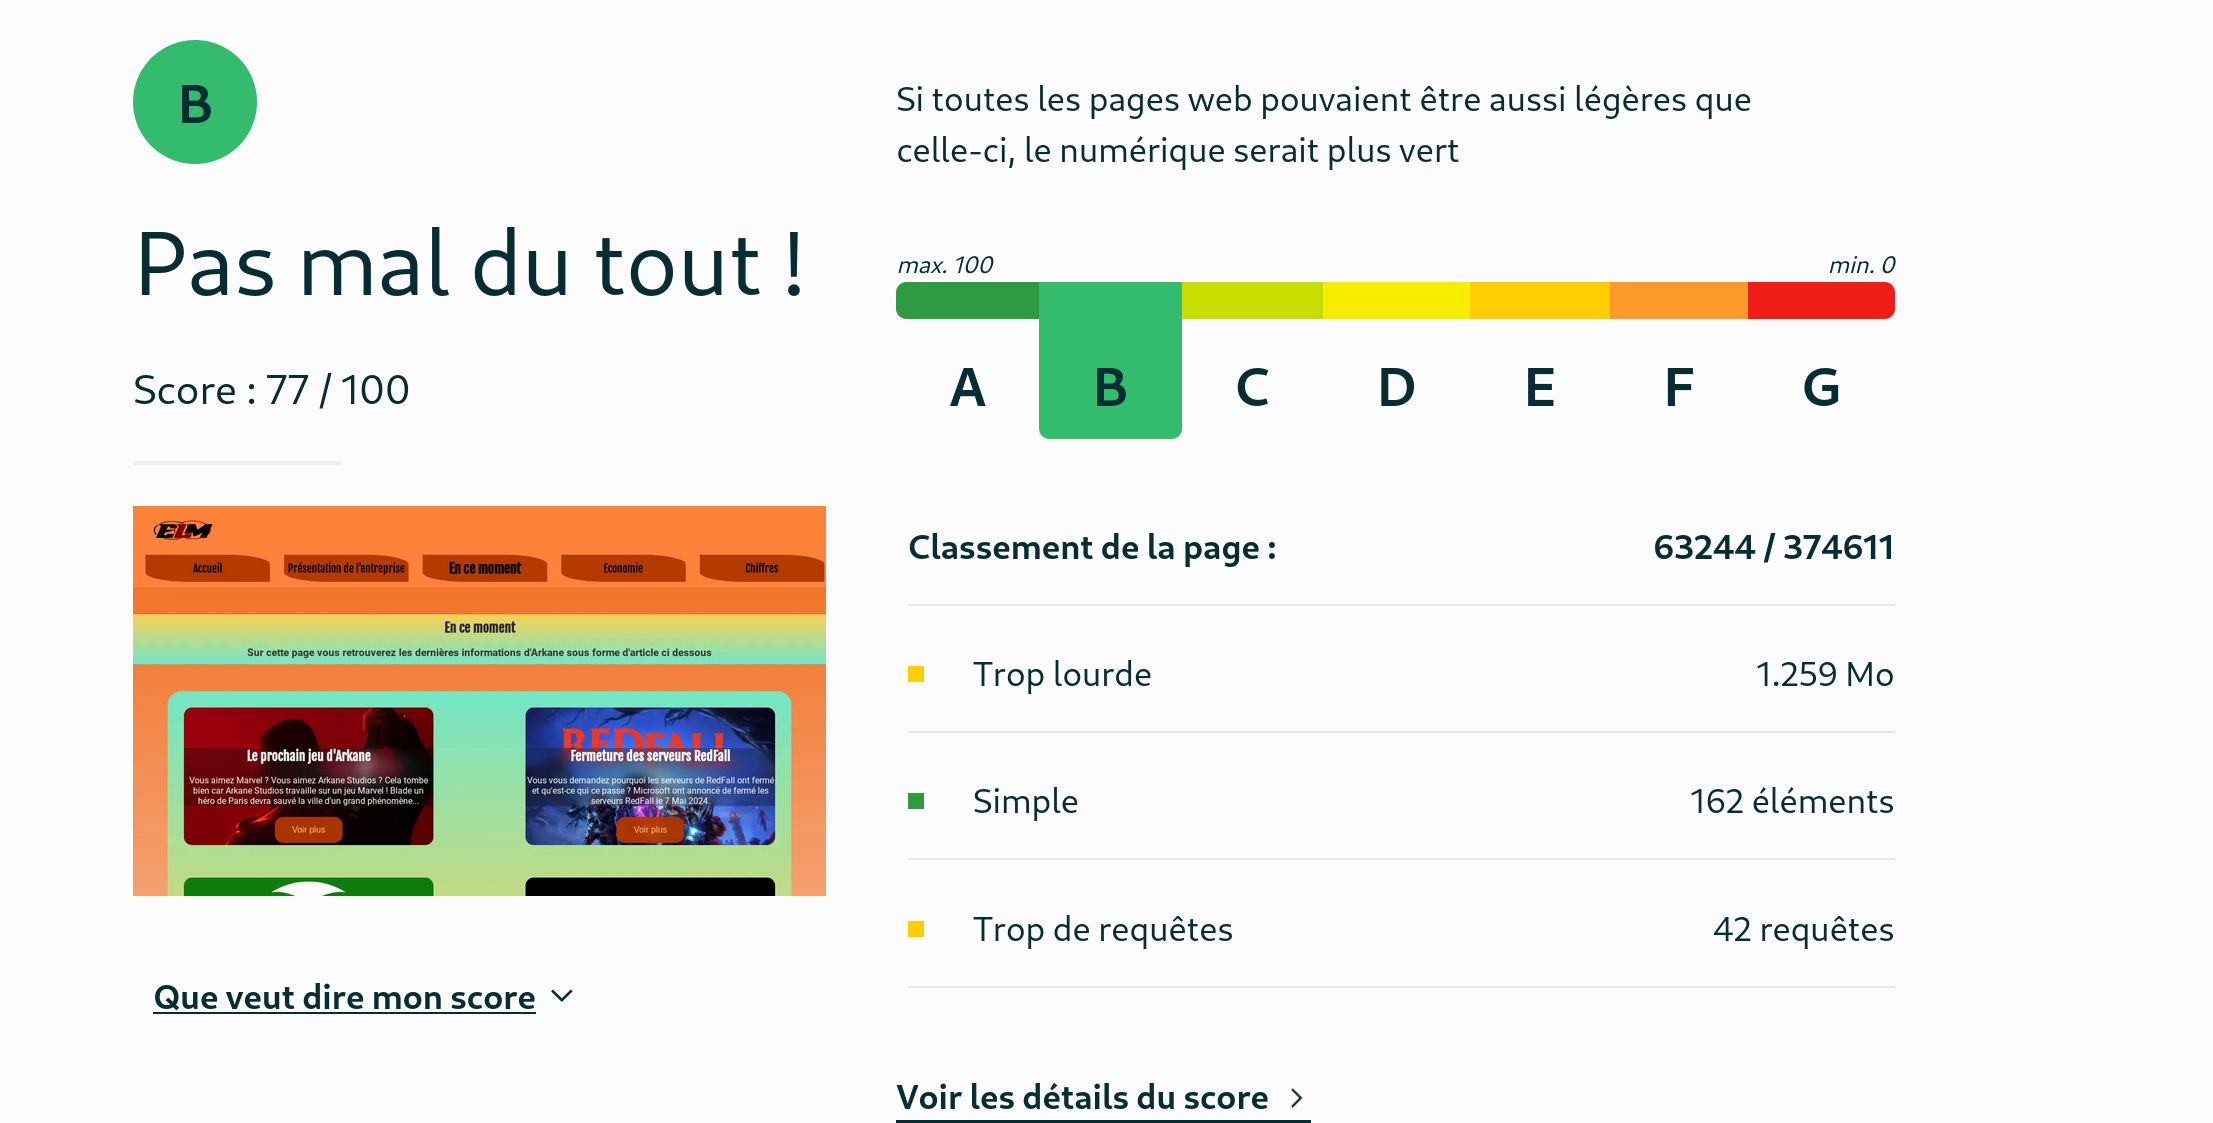 B
Pas mal du tout !
Score : 77 / 100
ELM
Accueil
Présentation de l'entreprise
En ce moment
Economie
Chiffres
En ce moment
Sur cette page vous retrouverez les dernières informations d'Arkane sous forme d'article ci dessous
Le prochain jeu d'Arkane
Vous aimez Marvel ? Vous aimez Arkane Studios ? Cela tombe
bien car Arkane Studios travaille sur un jeu Marvel ! Blade un
héro de Paris devra sauvé la ville d'un grand phénomène...
Voir plus
REDFALL
Fermeture des serveurs RedFall
Vous vous demandez pourquoi les serveurs de RedFall ont fermé
et qu'est-ce qui ce passe ? Microsoft ont annoncé de fermé les
serveurs RedFall le 7 Mai 2024.
Voir plus
Que veut dire mon score
Si toutes les pages web pouvaient être aussi légères que
celle-ci, le numérique serait plus vert
max. 100
min. 0
A B C D E F G
Classement de la page : 63244 / 374611
Trop lourde 1.259 Mo
Simple 162 éléments
Trop de requêtes 42 requêtes
Voir les détails du score